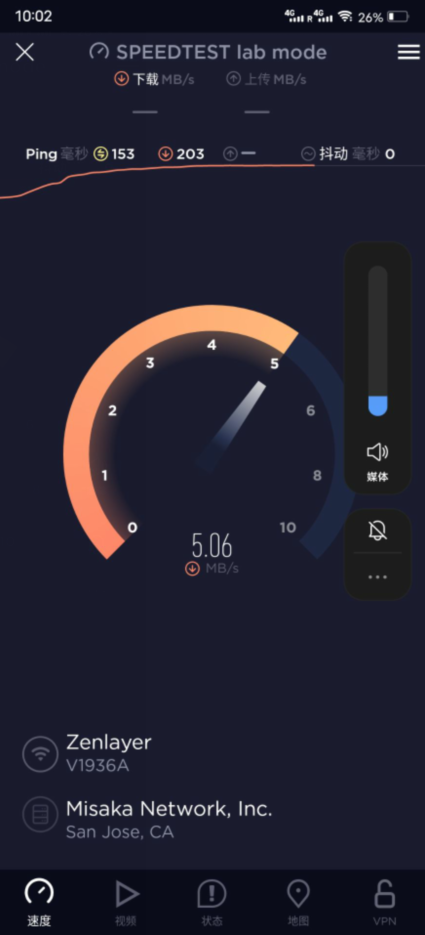 10:02 4G R 4G 26%
SPEEDTEST lab mode
下载 MB/s 上传 MB/s
— —
Ping 毫秒 153 203 — 抖动 毫秒 0
4
3 5
2 6
1 8
0 10
5.06
MB/s
媒体
Zenlayer
V1936A
Misaka Network, Inc.
San Jose, CA
速度 视频 状态 地图 VPN